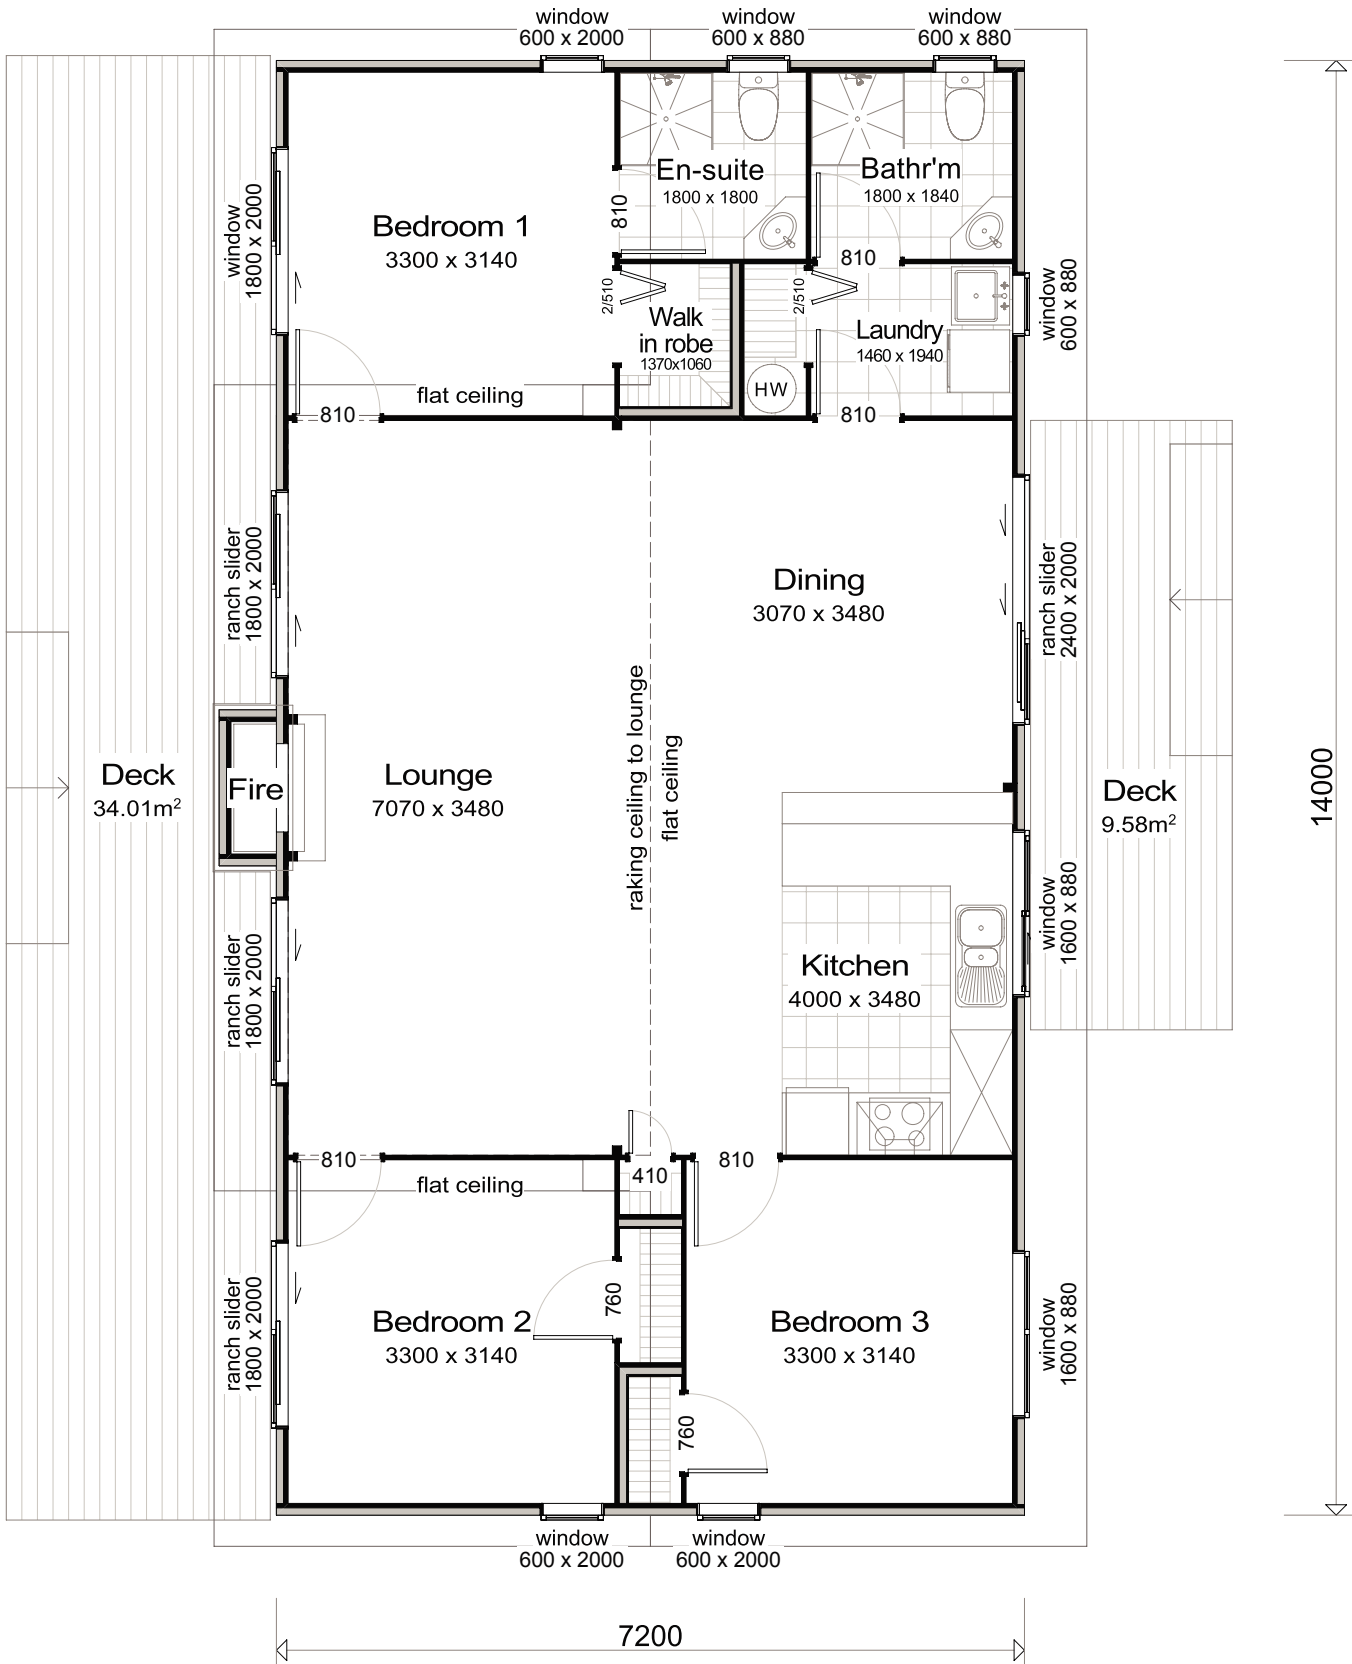 window
600 x 2000
window
600 x 880
window
600 x 880
En-suite
1800 x 1800
Bathr'm
1800 x 1840
Bedroom 1
3300 x 3140
window
1800 x 2000
810
810
2/510
2/510
Walk
in robe
1370x1060
Laundry
1460 x 1940
window
600 x 880
HW
flat ceiling
810
810
ranch slider
1800 x 2000
Dining
3070 x 3480
ranch slider
2400 x 2000
raking ceiling to lounge
flat ceiling
Deck
34.01m²
Fire
Lounge
7070 x 3480
Deck
9.58m²
14000
ranch slider
1800 x 2000
Kitchen
4000 x 3480
window
1600 x 880
810
410
810
flat ceiling
ranch slider
1800 x 2000
Bedroom 2
3300 x 3140
760
Bedroom 3
3300 x 3140
window
1600 x 880
760
window
600 x 2000
window
600 x 2000
7200